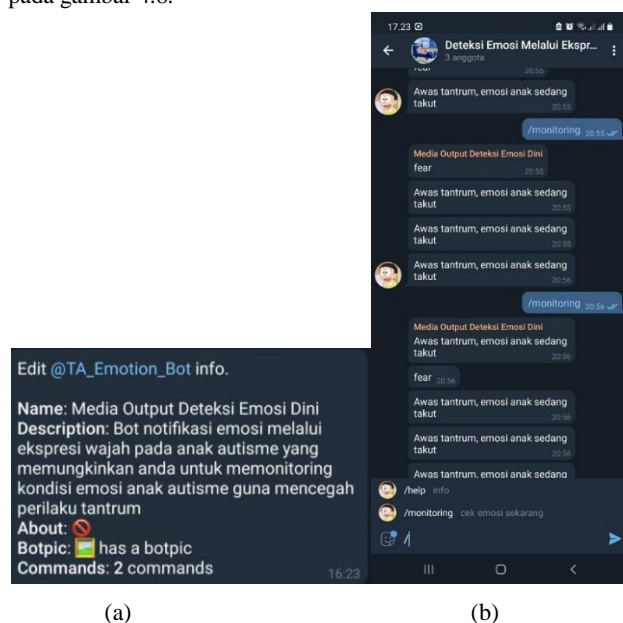 pada gambar 4.8.
17.23
Deteksi Emosi Melalui Ekspr...
3 anggota
fear 20:55
Awas tantrum, emosi anak sedang
takut 20:55
/monitoring 20:55
Media Output Deteksi Emosi Dini
fear 20:55
Awas tantrum, emosi anak sedang
takut 20:55
Awas tantrum, emosi anak sedang
takut 20:55
Awas tantrum, emosi anak sedang
takut 20:56
/monitoring 20:56
Media Output Deteksi Emosi Dini
Awas tantrum, emosi anak sedang
takut 20:56
fear 20:56
Awas tantrum, emosi anak sedang
takut 20:56
Awas tantrum, emosi anak sedang
takut 20:56
Awas tantrum, emosi anak sedang
/help info
/monitoring cek emosi sekarang
/
Edit @TA_Emotion_Bot info.
Name: Media Output Deteksi Emosi Dini
Description: Bot notifikasi emosi melalui
ekspresi wajah pada anak autisme yang
memungkinkan anda untuk memonitoring
kondisi emosi anak autisme guna mencegah
perilaku tantrum
About: 🚫
Botpic: 🖼 has a botpic
Commands: 2 commands 16:23
(a) (b)